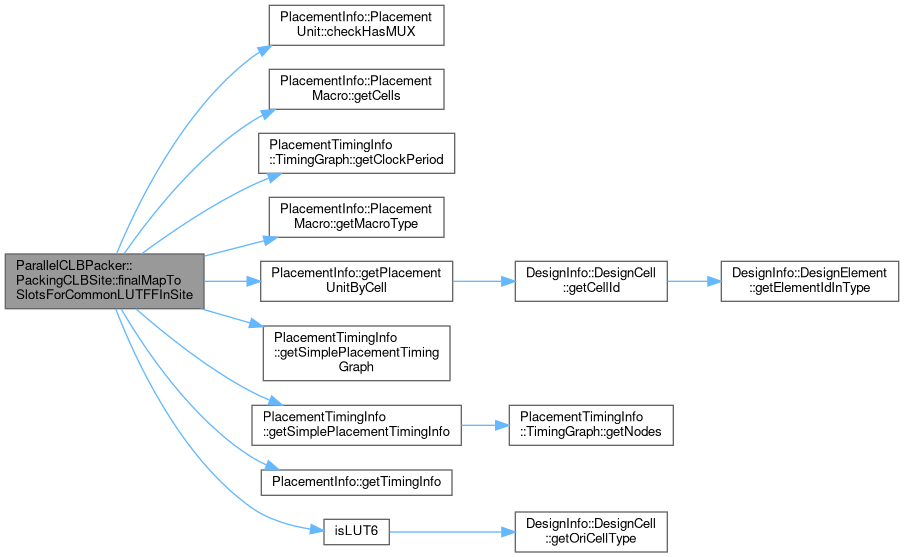 PlacementInfo::Placement
Unit::checkHasMUX
PlacementInfo::Placement
Macro::getCells
PlacementTimingInfo
::TimingGraph::getClockPeriod
PlacementInfo::Placement
Macro::getMacroType
ParallelCLBPacker::
PackingCLBSite::finalMapTo
SlotsForCommonLUTFFInSite
PlacementInfo::getPlacement
UnitByCell
DesignInfo::DesignCell
::getCellId
DesignInfo::DesignElement
::getElementIdInType
PlacementTimingInfo
::getSimplePlacementTiming
Graph
PlacementTimingInfo
::getSimplePlacementTimingInfo
PlacementTimingInfo
::TimingGraph::getNodes
PlacementInfo::getTimingInfo
isLUT6
DesignInfo::DesignCell
::getOriCellType